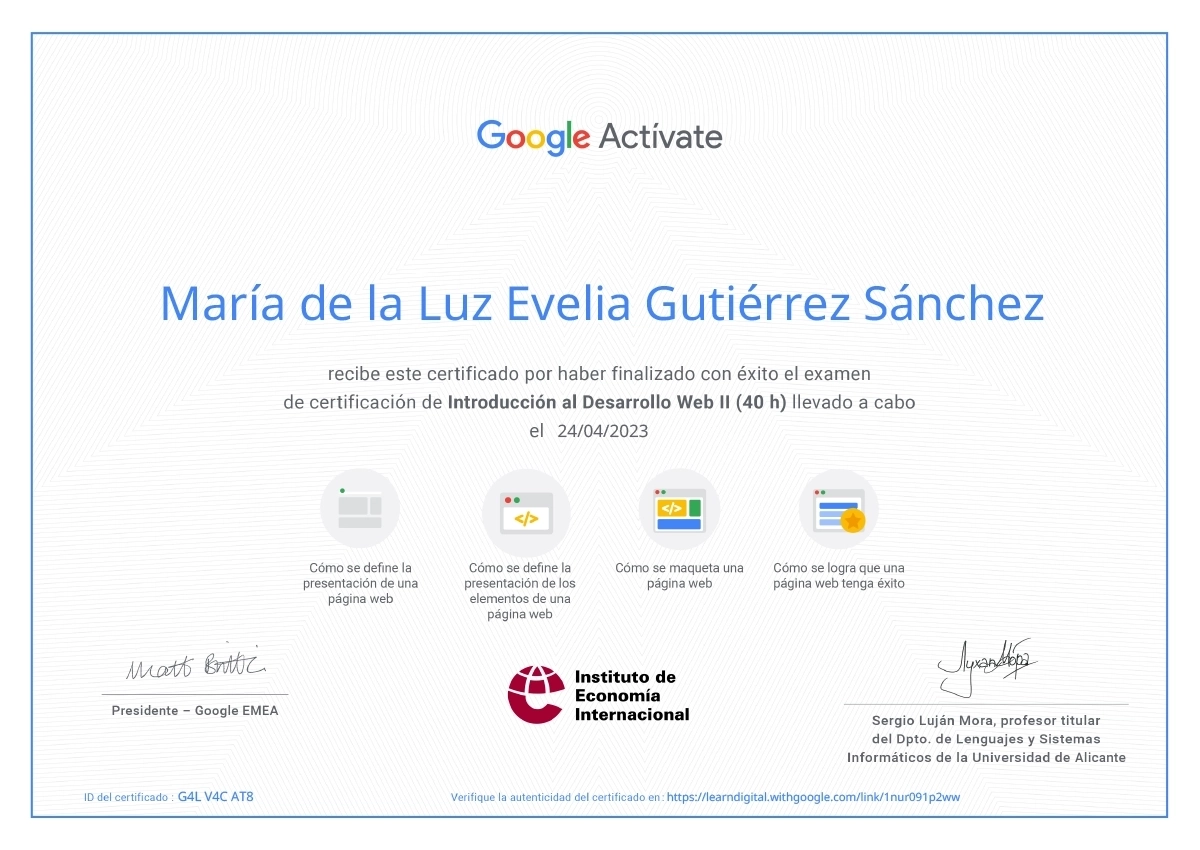 Google Actívate
María de la Luz Evelia Gutiérrez Sánchez
recibe este certificado por haber finalizado con éxito el examen
de certificación de Introducción al Desarrollo Web II (40 h) llevado a cabo
el 24/04/2023
</>
</>
Cómo se define la
presentación de una
página web
Cómo se define la
presentación de los
elementos de una
página web
Cómo se maqueta una
página web
Cómo se logra que una
página web tenga éxito
Matt Brittin
Presidente – Google EMEA
Instituto de
Economía
Internacional
Sergio Luján Mora, profesor titular
del Dpto. de Lenguajes y Sistemas
Informáticos de la Universidad de Alicante
ID del certificado : G4L V4C AT8
Verifique la autenticidad del certificado en: https://learndigital.withgoogle.com/link/1nur091p2ww